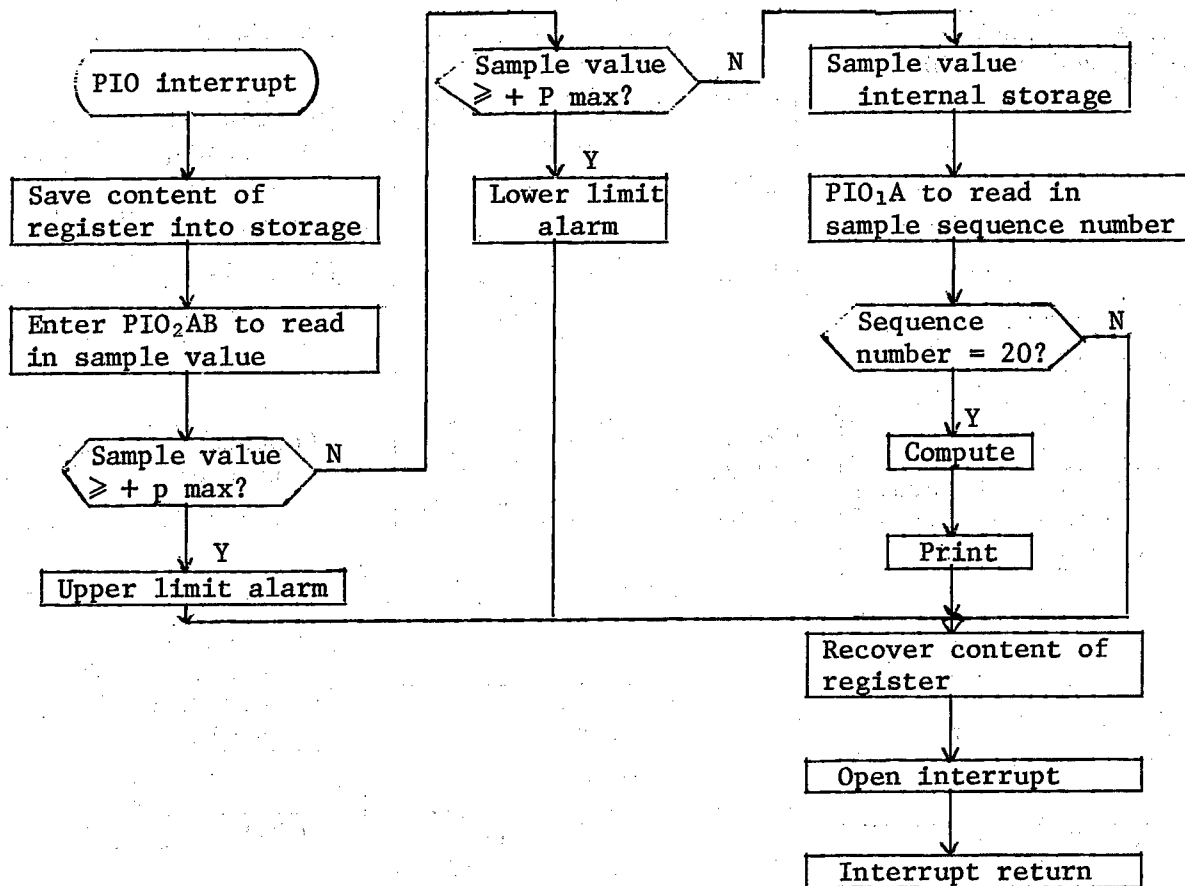 PIO interrupt
Save content of
register into storage
Enter PIO₂AB to read
in sample value
Sample value
⩾ + p max?
N
Y
Upper limit alarm
Sample value
⩾ + P max?
N
Y
Lower limit
alarm
Sample value
internal storage
PIO₁A to read in
sample sequence number
Sequence
number = 20?
N
Y
Compute
Print
Recover content of
register
Open interrupt
Interrupt return